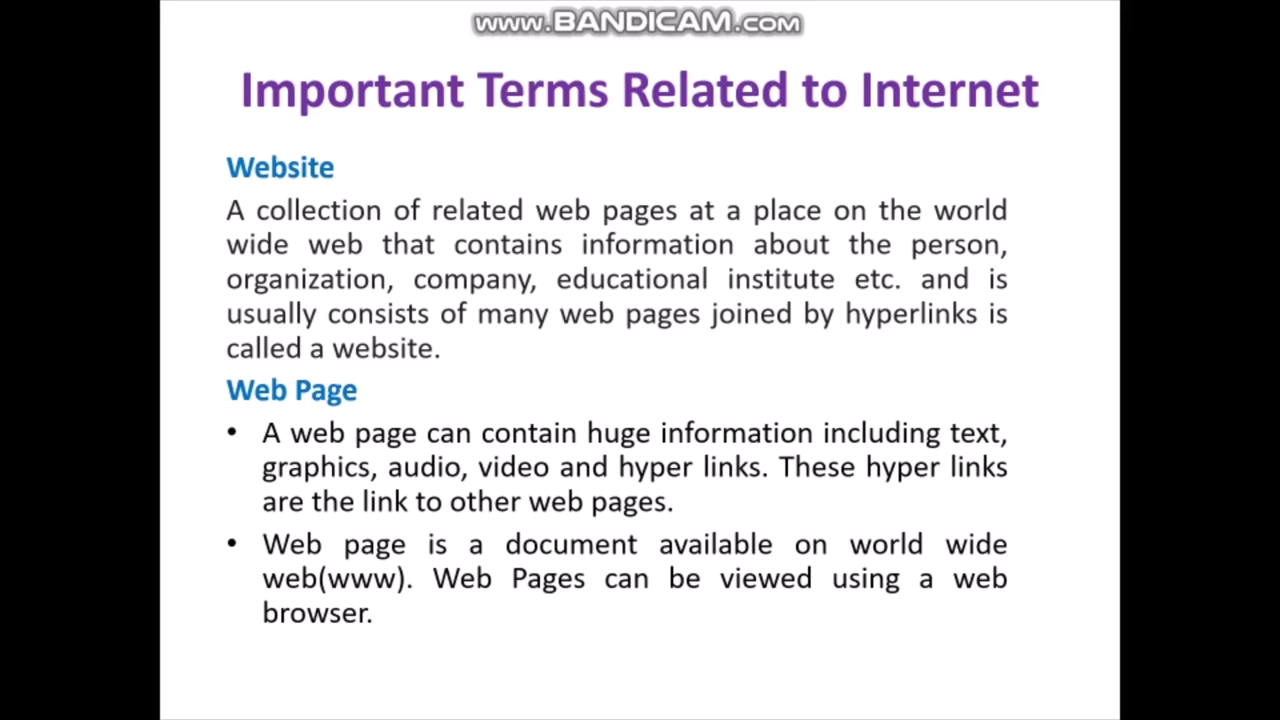 www.BANDICAM.com
Important Terms Related to Internet
Website
A collection of related web pages at a place on the world
wide web that contains information about the person,
organization, company, educational institute etc. and is
usually consists of many web pages joined by hyperlinks is
called a website.
Web Page
• A web page can contain huge information including text,
graphics, audio, video and hyper links. These hyper links
are the link to other web pages.
• Web page is a document available on world wide
web(www). Web Pages can be viewed using a web
browser.